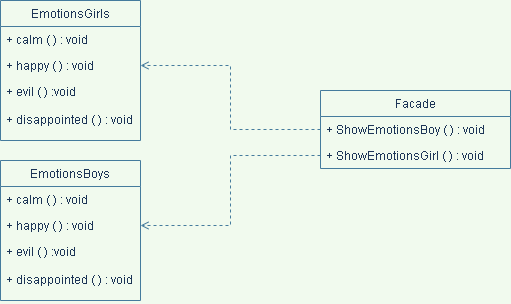 EmotionsGirls
+ calm ( ) : void
+ happy ( ) : void
+ evil ( ) :void
+ disappointed ( ) : void
Facade
+ ShowEmotionsBoy ( ) : void
+ ShowEmotionsGirl ( ) : void
EmotionsBoys
+ calm ( ) : void
+ happy ( ) : void
+ evil ( ) :void
+ disappointed ( ) : void